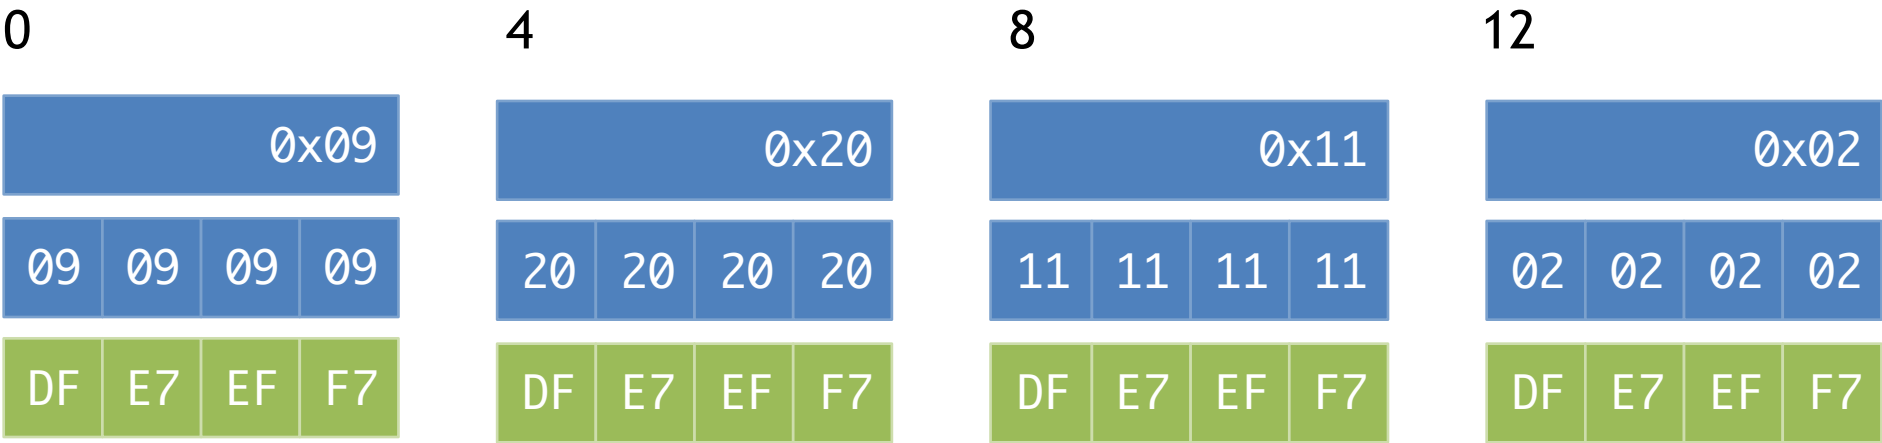 0 4 8 12
0x09 0x20 0x11 0x02
09 09 09 09 20 20 20 20 11 11 11 11 02 02 02 02
DF E7 EF F7 DF E7 EF F7 DF E7 EF F7 DF E7 EF F7